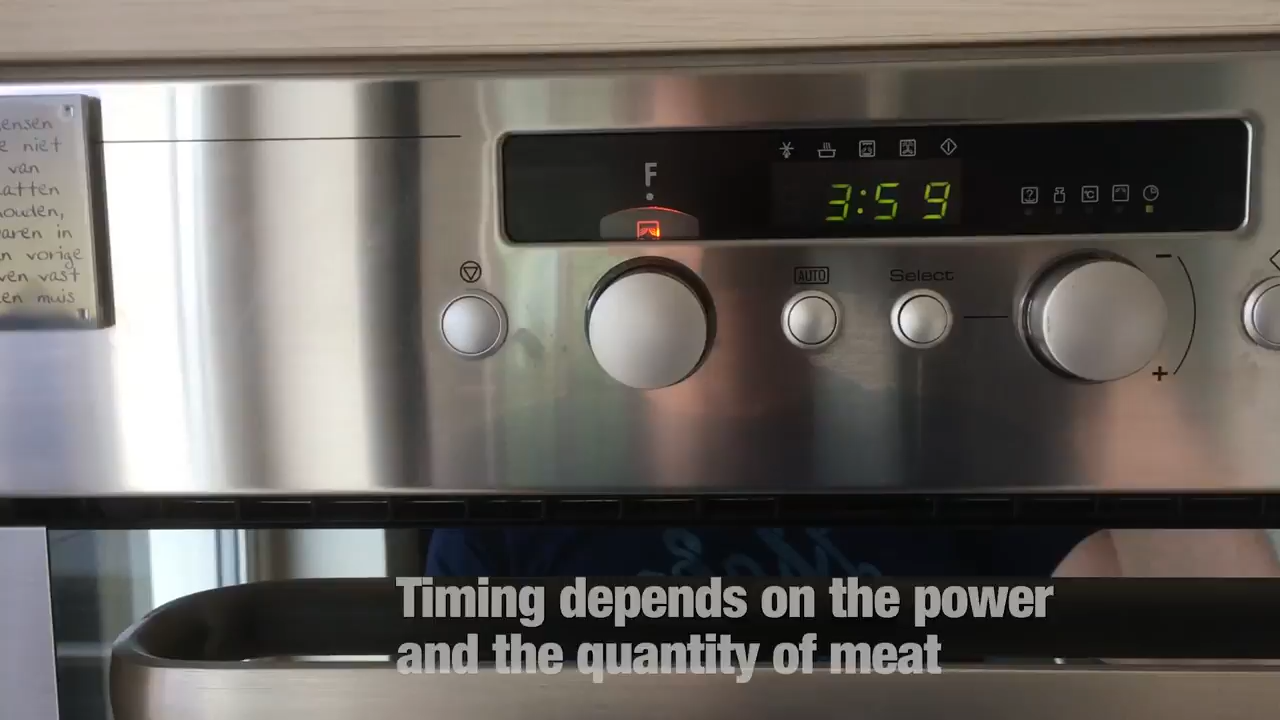 ensen
niet
van
atten
houden,
aren in
n vorige
ven vast
en muis
F
3:59
AUTO
Select
-
+
Timing depends on the power
and the quantity of meat